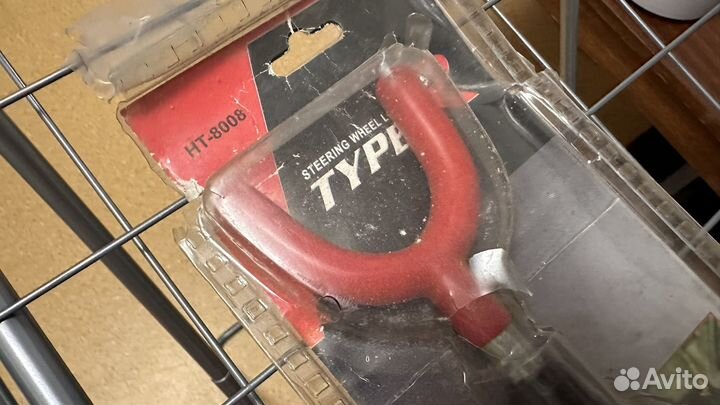 HT-8008
STEERING WHEEL L
TYPE
Avito